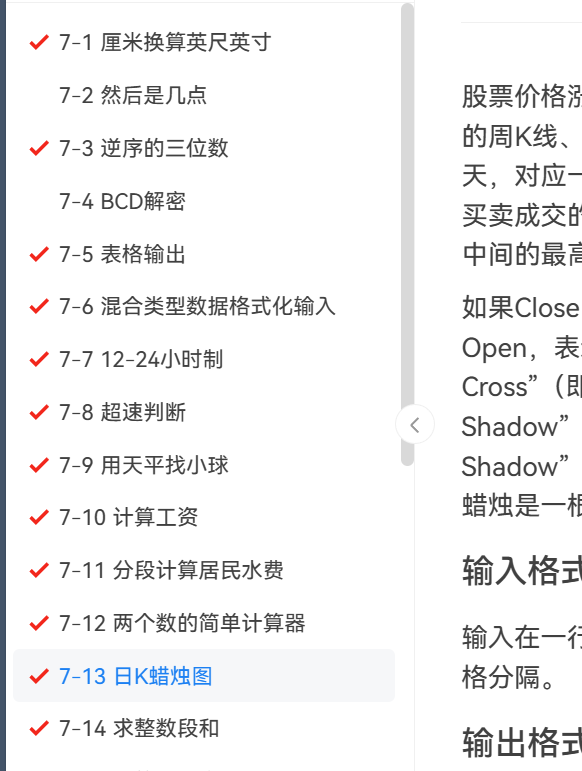 7-1 厘米换算英尺英寸
7-2 然后是几点
7-3 逆序的三位数
7-4 BCD解密
7-5 表格输出
7-6 混合类型数据格式化输入
7-7 12-24小时制
7-8 超速判断
7-9 用天平找小球
7-10 计算工资
7-11 分段计算居民水费
7-12 两个数的简单计算器
7-13 日K蜡烛图
7-14 求整数段和
股票价格涨
的周K线、
天，对应一
买卖成交的
中间的最高
如果Close
Open，表
Cross”（即
Shadow”
Shadow”
蜡烛是一根
输入格式
输入在一行
格分隔。
输出格式